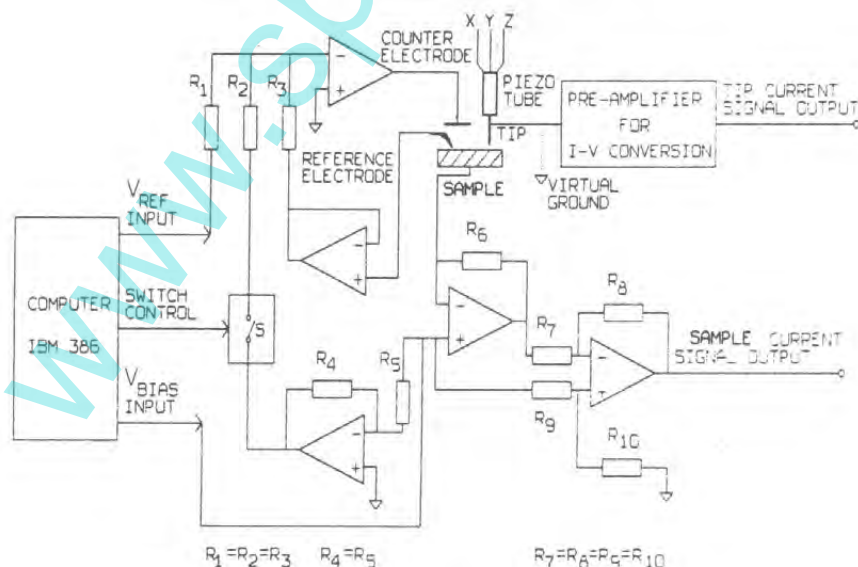 X Y Z
COUNTER
ELECTRODE
R1
R2
R3
PIEZO
TUBE
TIP
PRE-AMPLIFIER
FOR
I-V CONVERSION
TIP CURRENT
SIGNAL OUTPUT
REFERENCE
ELECTRODE
SAMPLE
VIRTUAL
GROUND
VREF
INPUT
COMPUTER
IBM 386
SWITCH
CONTROL
S
VBIAS
INPUT
R4
R5
R6
R7
R8
R9
R10
SAMPLE CURRENT
SIGNAL OUTPUT
R1=R2=R3 R4=R5 R7=R8=R9=R10
www.sp